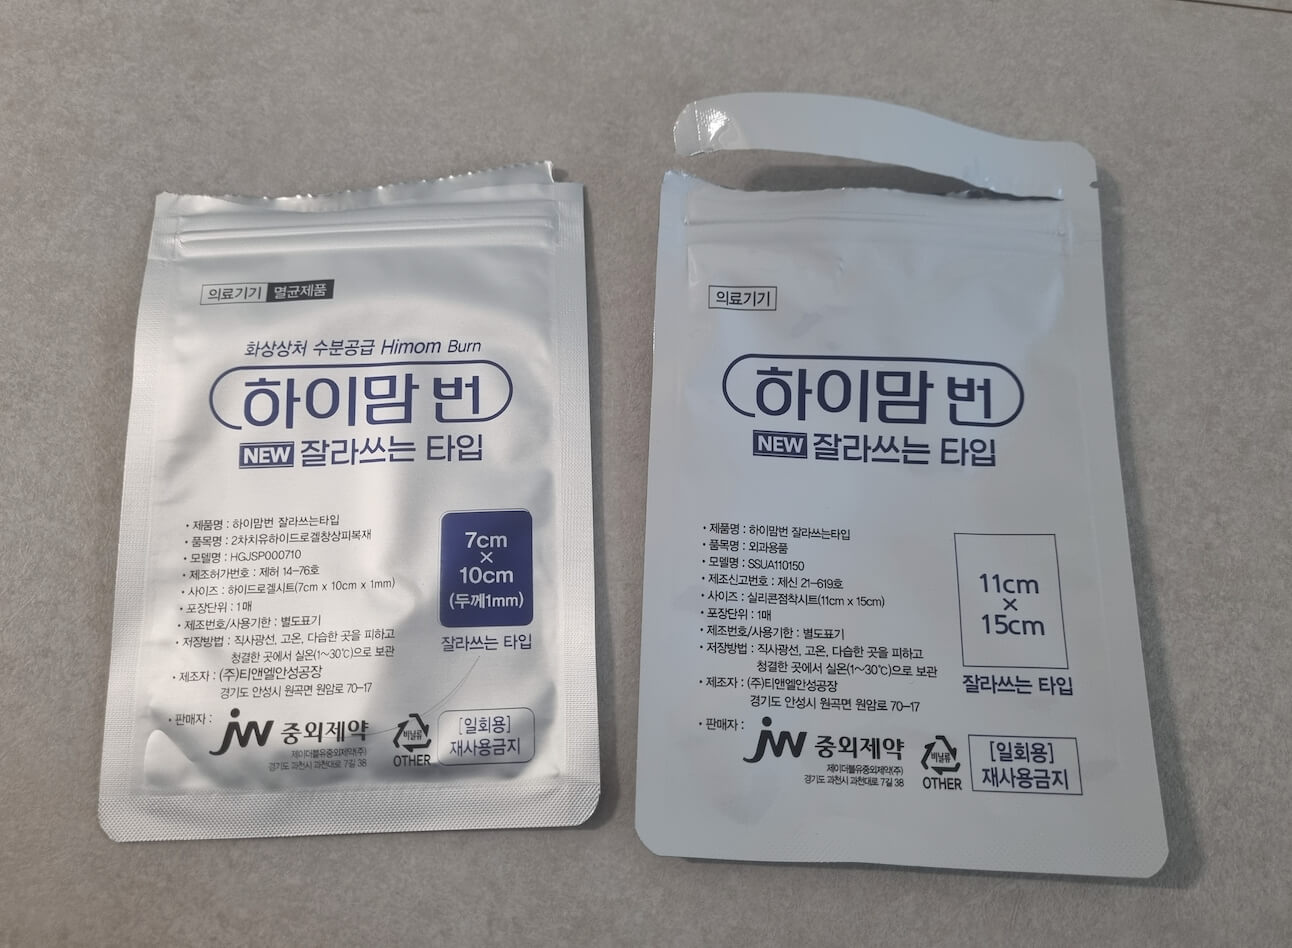 의료기기 멸균제품
화상상처 수분공급 Himom Burn
하이맘 번
NEW 잘라쓰는 타입
• 제품명 : 하이맘번 잘라쓰는타입
• 품목명 : 2차치유하이드로겔창상피복재
• 모델명 : HGJSP000710
• 제조허가번호 : 제허 14-76호
• 사이즈 : 하이드로겔시트(7cm x 10cm x 1mm)
• 포장단위 : 1매
• 제조번호/사용기한 : 별도표기
• 저장방법 : 직사광선, 고온, 다습한 곳을 피하고
청결한 곳에서 실온(1~30℃)으로 보관
• 제조자 : (주)티앤엘안성공장
경기도 안성시 원곡면 원암로 70-17
• 판매자 :
JW 중외제약
제이더블유중외제약(주)
경기도 과천시 과천대로 7길 38
7cm
×
10cm
(두께1mm)
잘라쓰는 타입
비닐류
OTHER
[일회용]
재사용금지
의료기기
하이맘 번
NEW 잘라쓰는 타입
• 제품명 : 하이맘번 잘라쓰는타입
• 품목명 : 외과용품
• 모델명 : SSUA110150
• 제조신고번호 : 제신 21-619호
• 사이즈 : 실리콘점착시트(11cm x 15cm)
• 포장단위 : 1매
• 제조번호/사용기한 : 별도표기
• 저장방법 : 직사광선, 고온, 다습한 곳을 피하고
청결한 곳에서 실온(1~30℃)으로 보관
• 제조자 : (주)티앤엘안성공장
경기도 안성시 원곡면 원암로 70-17
• 판매자 :
JW 중외제약
제이더블유중외제약(주)
경기도 과천시 과천대로 7길 38
11cm
×
15cm
잘라쓰는 타입
비닐류
OTHER
[일회용]
재사용금지